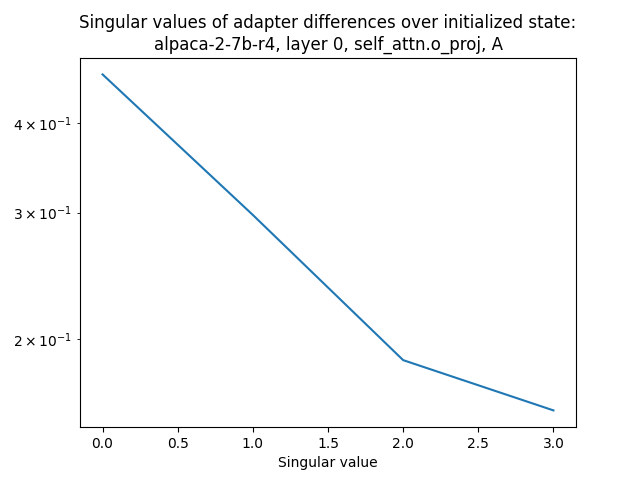 Singular values of adapter differences over initialized state:
alpaca-2-7b-r4, layer 0, self_attn.o_proj, A
4 × 10⁻¹
3 × 10⁻¹
2 × 10⁻¹
0.0 0.5 1.0 1.5 2.0 2.5 3.0
Singular value